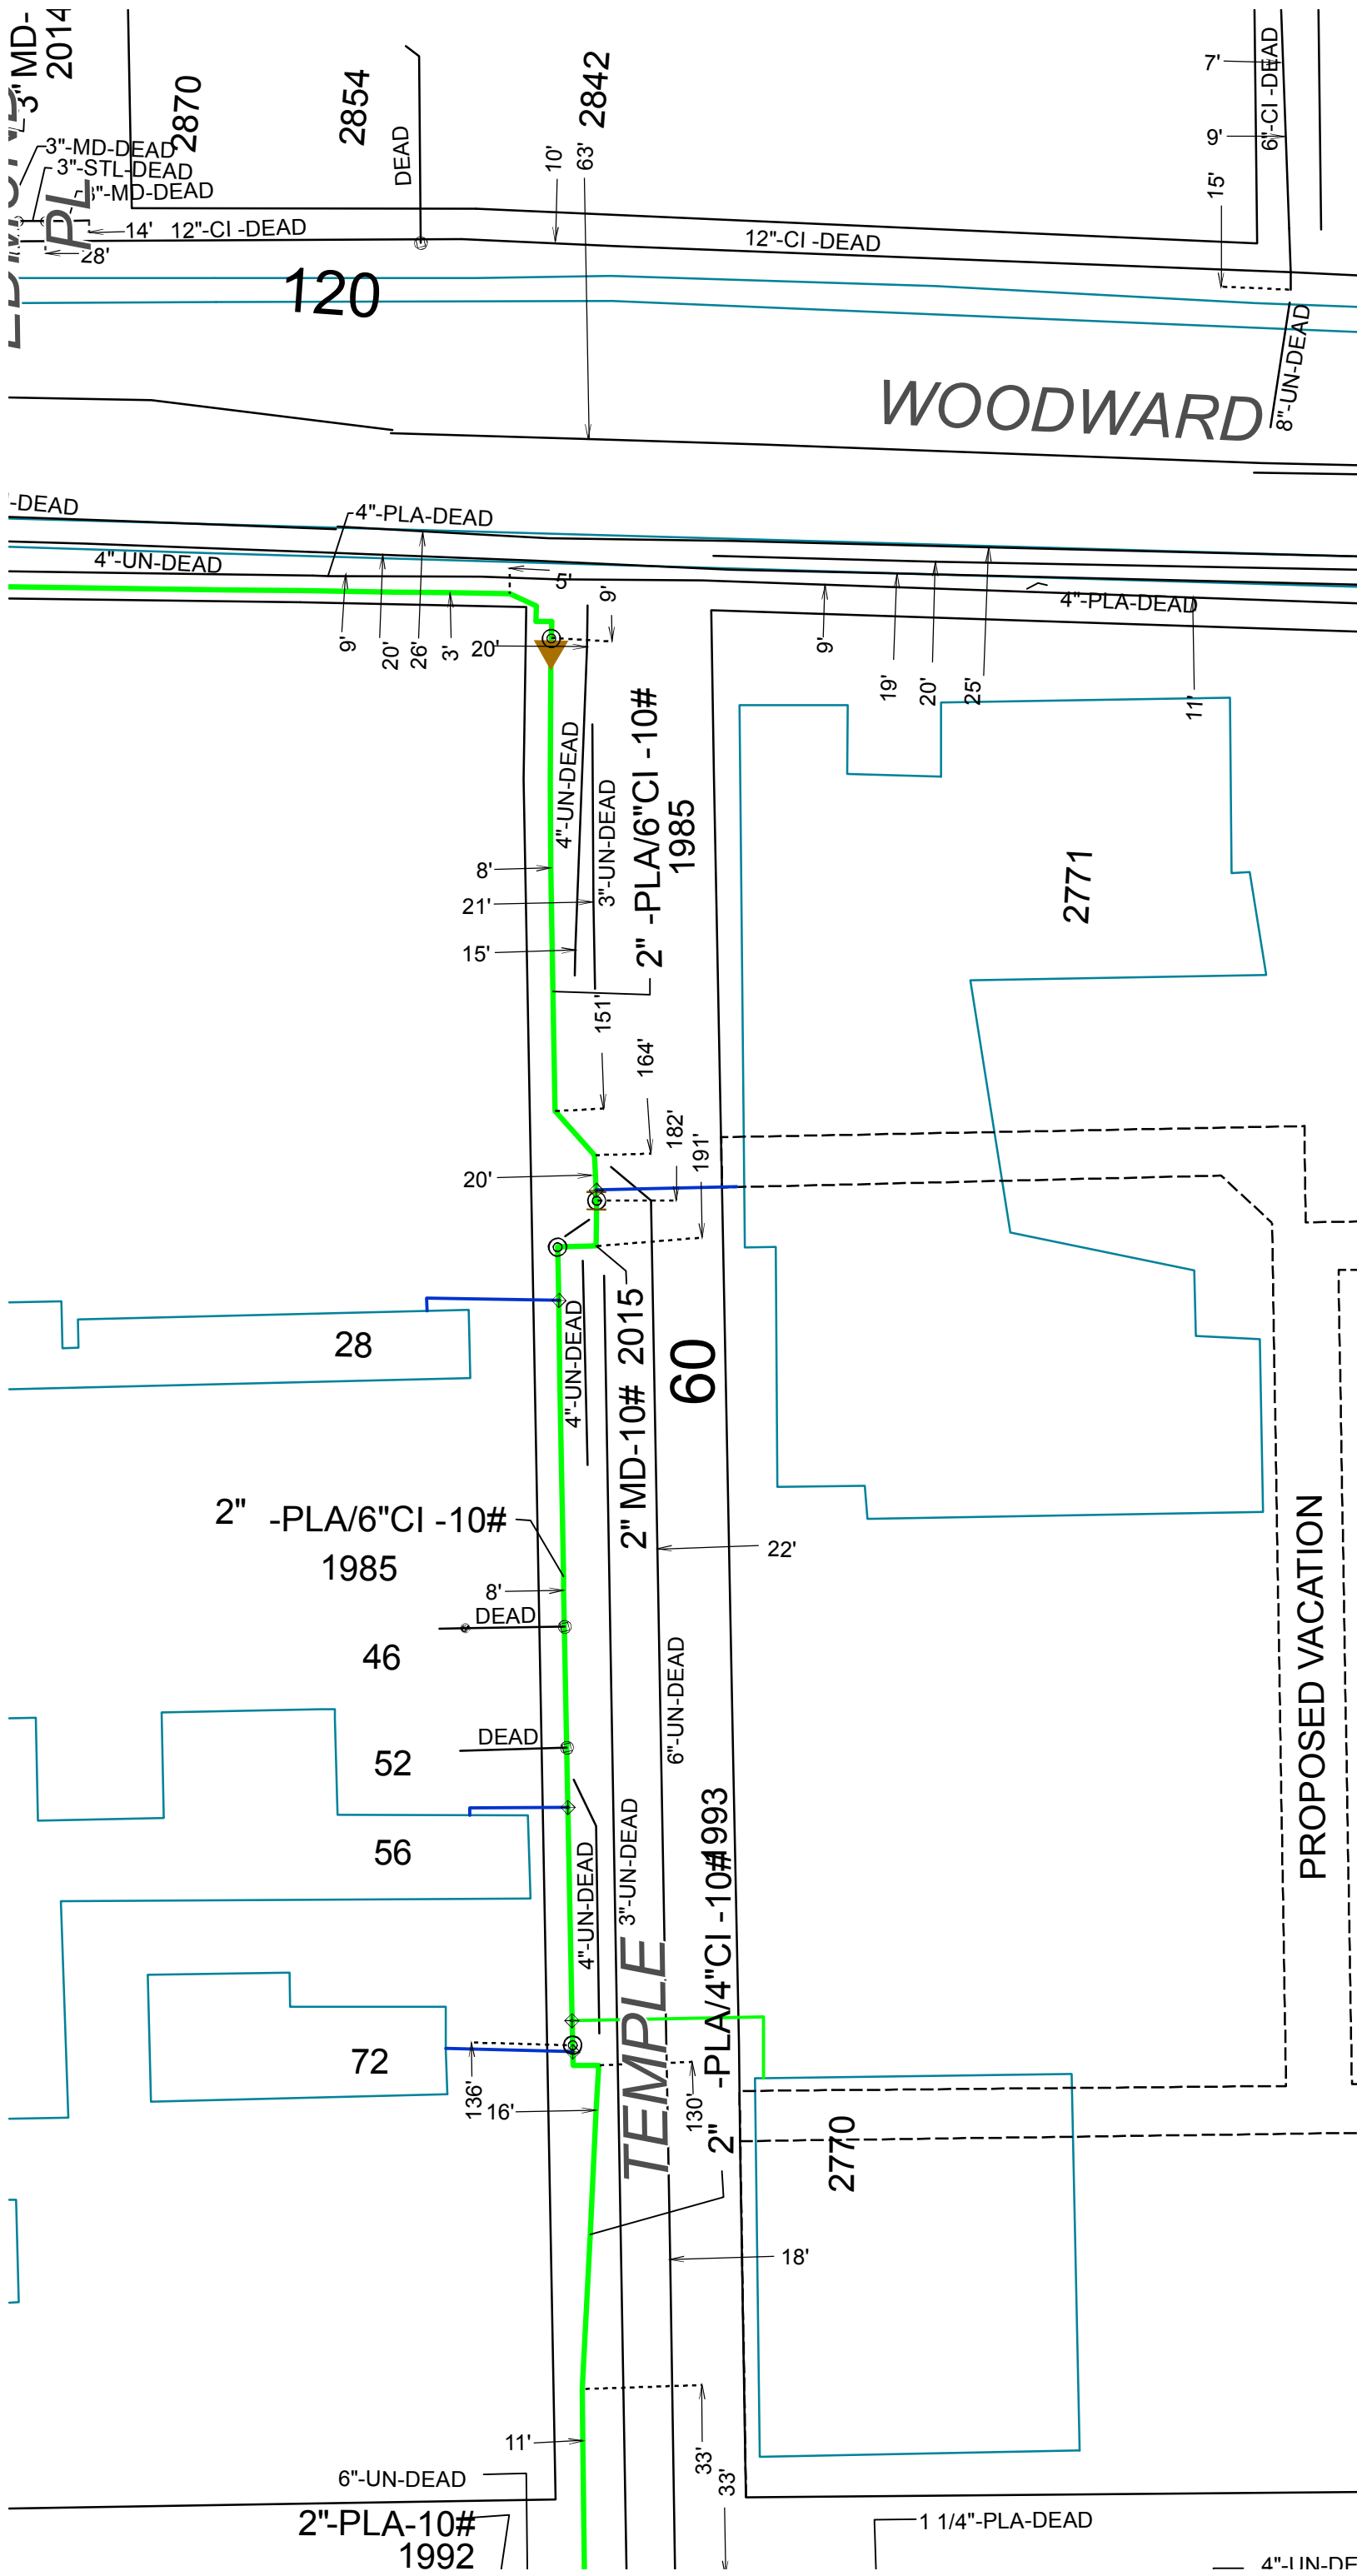 3"MD-
2014
2870
2854
DEAD
2842
10'
63'
7'
9'
15'
6"-CI -DEAD
3"-MD-DEAD
3"-STL-DEAD
3"-MD-DEAD
PL
14'
12"-CI -DEAD
28'
12"-CI -DEAD
120
WOODWARD
8"-UN-DEAD
-DEAD
4"-PLA-DEAD
4"-UN-DEAD
5'
9'
9'
20'
26'
3'
20'
4"-PLA-DEAD
9'
19'
20'
25'
11'
4"-UN-DEAD
3"-UN-DEAD
2" -PLA/6"CI -10#
1985
8'
21'
15'
2771
151'
164'
182'
191'
20'
28
4"-UN-DEAD
2" MD-10# 2015
60
2" -PLA/6"CI -10#
1985
22'
8'
DEAD
46
6"-UN-DEAD
PROPOSED VACATION
DEAD
52
56
4"-UN-DEAD
3"-UN-DEAD
2" -PLA/4"CI -10#1993
TEMPLE
72
136'
16'
130'
2770
18'
11'
33'
33'
6"-UN-DEAD
2"-PLA-10#
1992
1 1/4"-PLA-DEAD
4"-UN-DE